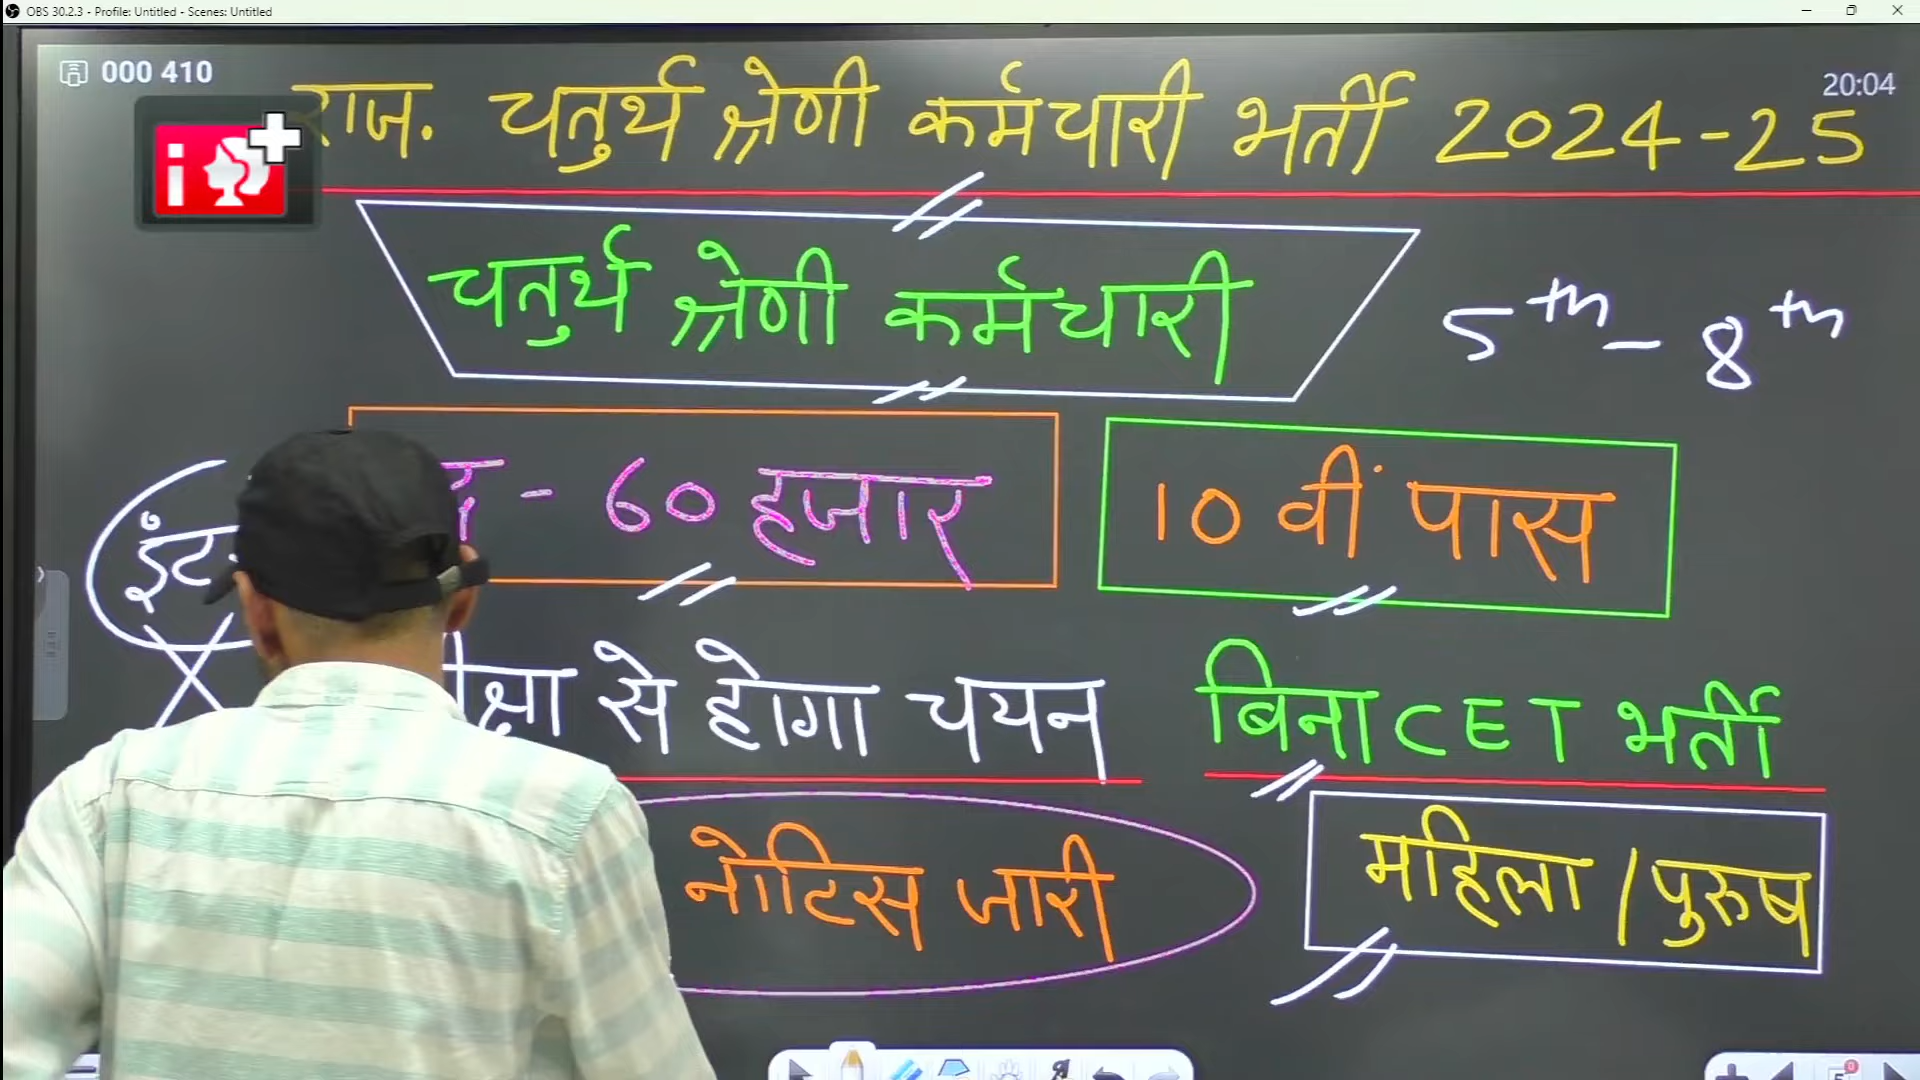 OBS 30.2.3 - Profile: Untitled - Scenes: Untitled
000 410
20:04
राज. चतुर्थ श्रेणी कर्मचारी भर्ती 2024-25
चतुर्थ श्रेणी कर्मचारी
5th - 8th
- 60 हजार
10 वीं पास
से होगा चयन
बिना CET भर्ती
नोटिस जारी
महिला / पुरुष